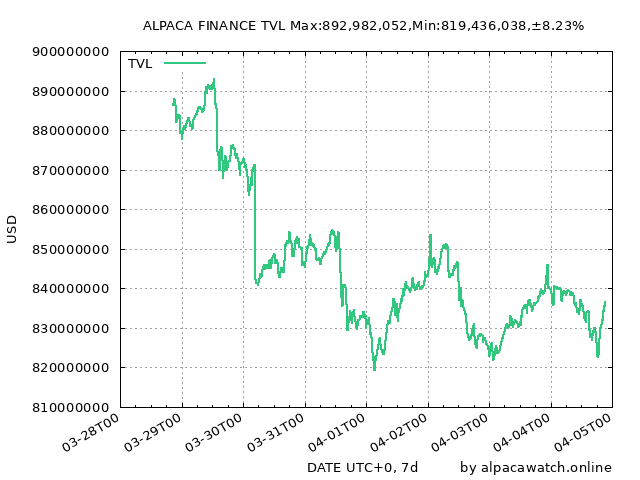 ALPACA FINANCE TVL Max:892,982,052,Min:819,436,038,±8.23%
900000000
TVL
890000000
880000000
870000000
860000000
USD
850000000
840000000
830000000
820000000
810000000
03-28T00 03-29T00 03-30T00 03-31T00 04-01T00 04-02T00 04-03T00 04-04T00 04-05T00
DATE UTC+0, 7d by alpacawatch.online